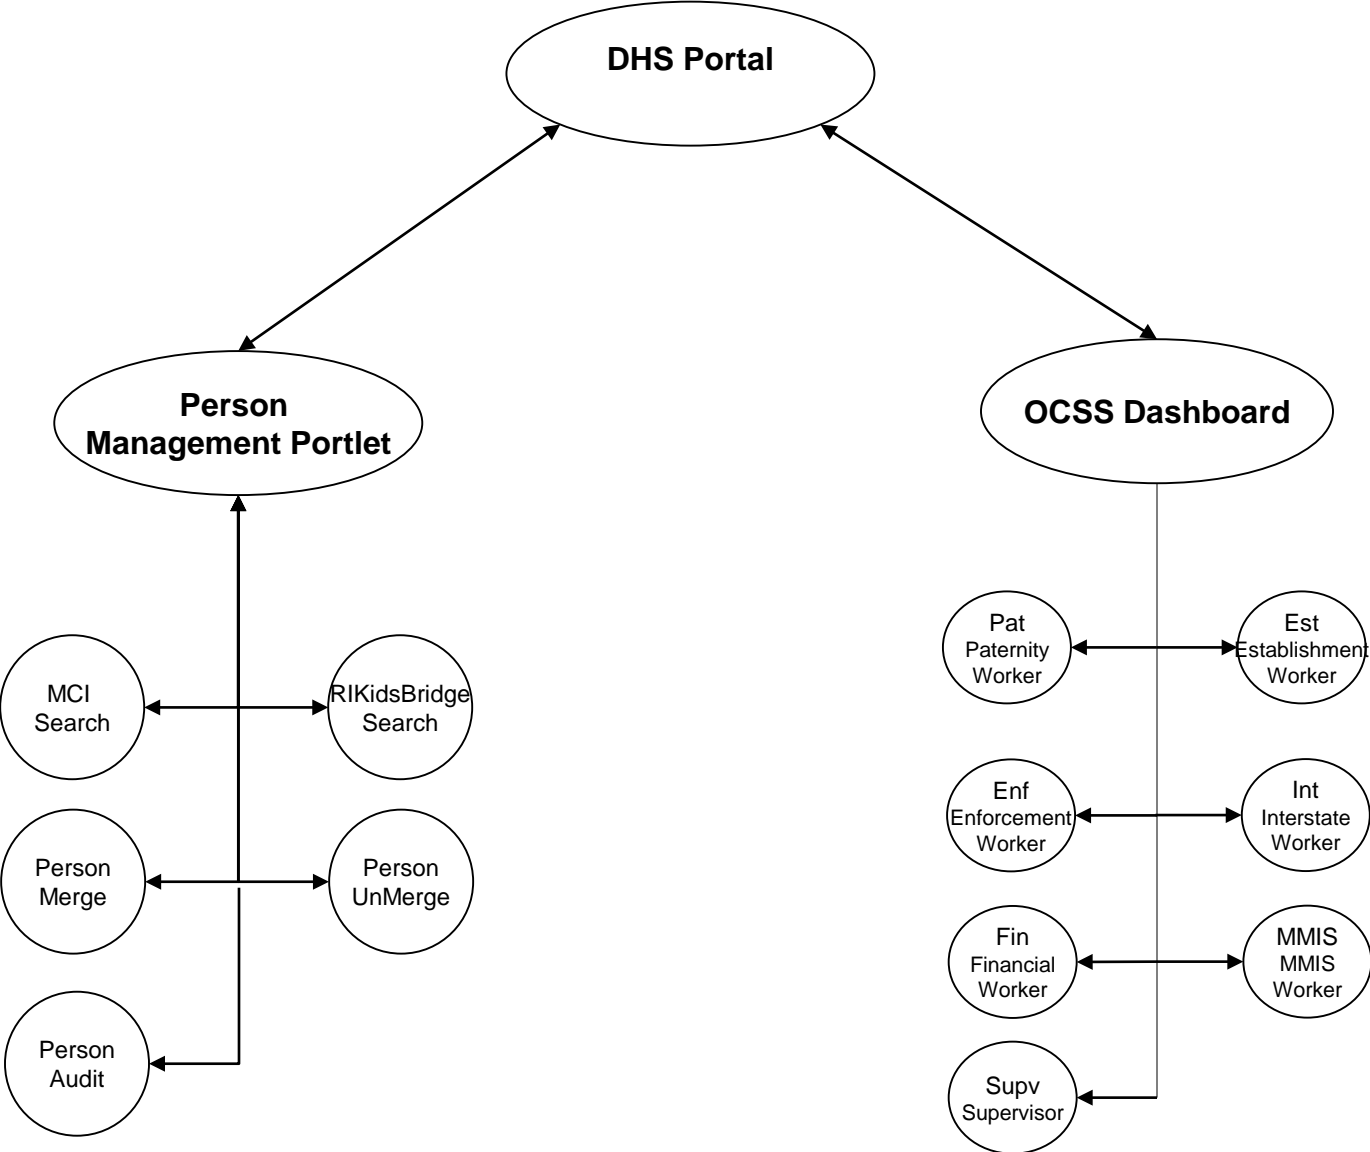 DHS Portal
Person
Management Portlet
OCSS Dashboard
MCI
Search
RIKidsBridge
Search
Person
Merge
Person
UnMerge
Person
Audit
Pat
Paternity
Worker
Est
Establishment
Worker
Enf
Enforcement
Worker
Int
Interstate
Worker
Fin
Financial
Worker
MMIS
MMIS
Worker
Supv
Supervisor